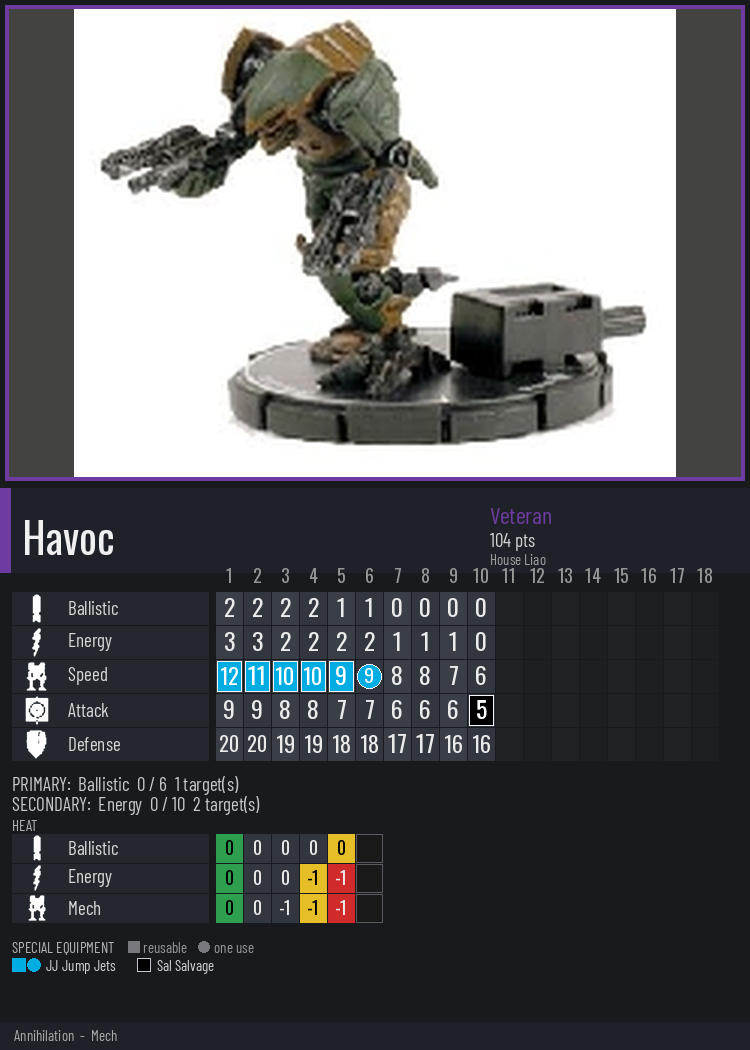 Havoc
Veteran
104 pts
House Liao
1 2 3 4 5 6 7 8 9 10 11 12 13 14 15 16 17 18
Ballistic 2 2 2 2 1 1 0 0 0 0
Energy 3 3 2 2 2 2 1 1 1 0
Speed 12 11 10 10 9 9 8 8 7 6
Attack 9 9 8 8 7 7 6 6 6 5
Defense 20 20 19 19 18 18 17 17 16 16
PRIMARY: Ballistic 0 / 6 1 target(s)
SECONDARY: Energy 0 / 10 2 target(s)
HEAT
Ballistic 0 0 0 0 0
Energy 0 0 0 -1 -1
Mech 0 0 -1 -1 -1
SPECIAL EQUIPMENT reusable one use
JJ Jump Jets Sal Salvage
Annihilation - Mech